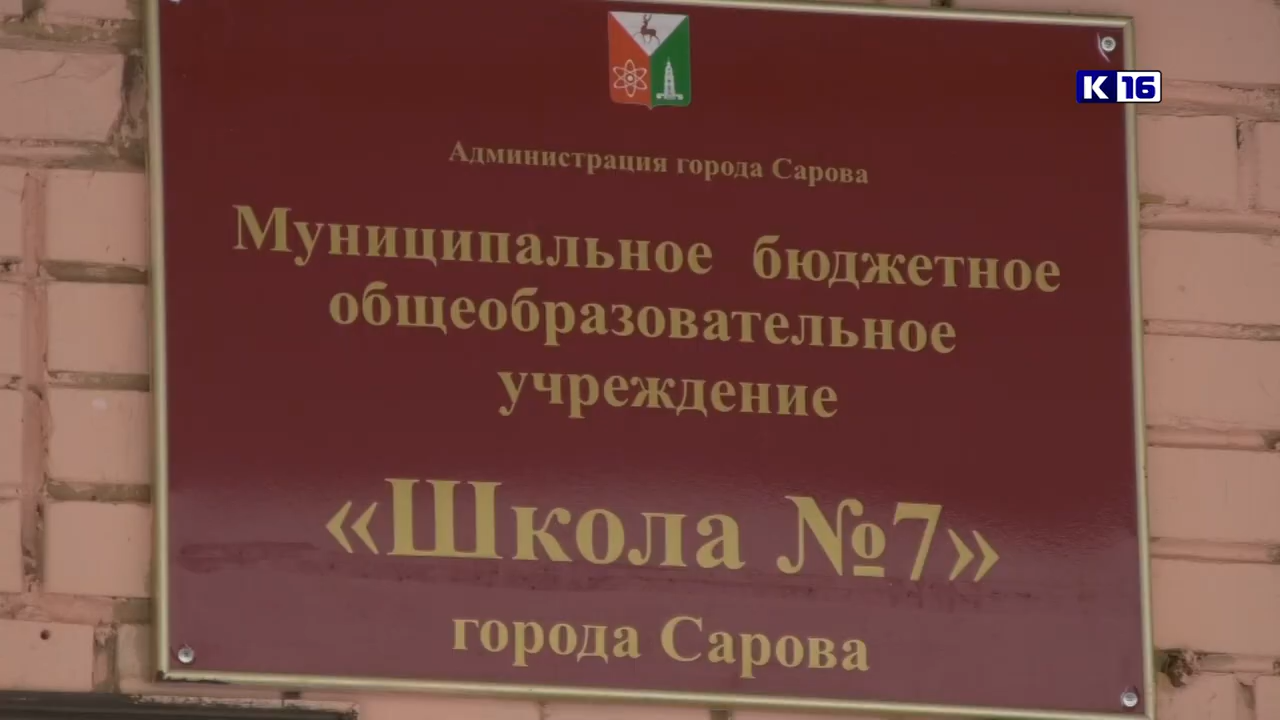 К 16
Администрация города Сарова
Муниципальное бюджетное
общеобразовательное
учреждение
«Школа №7»
города Сарова